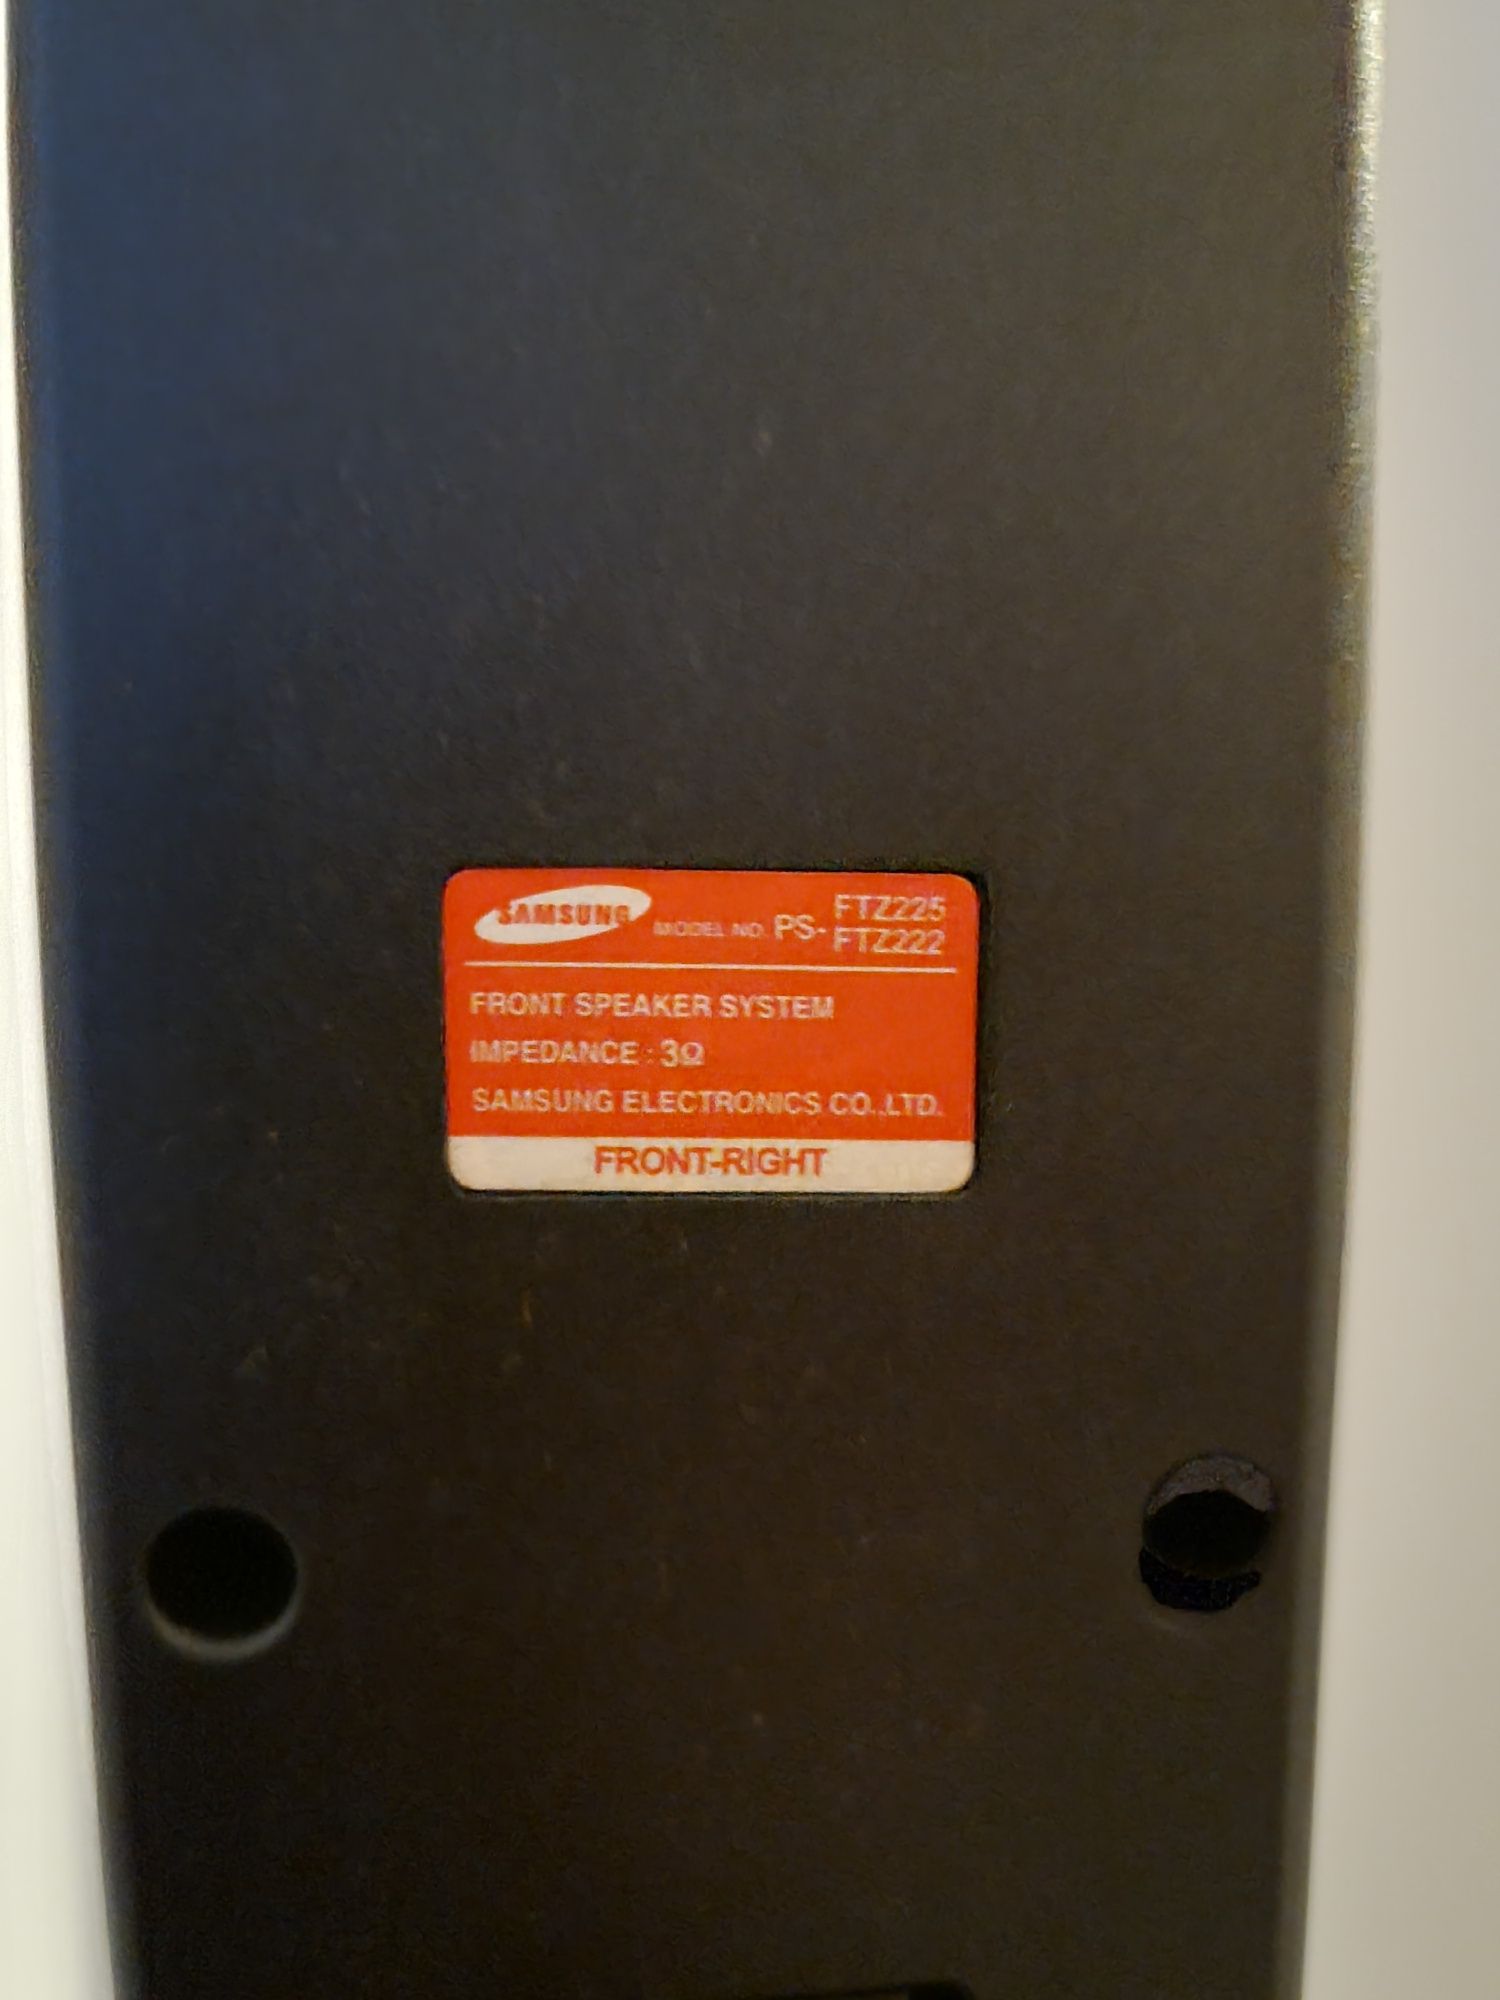 SAMSUNG MODEL NO. PS- FTZ225
FTZ222
FRONT SPEAKER SYSTEM
IMPEDANCE : 3Ω
SAMSUNG ELECTRONICS CO.,LTD.
FRONT-RIGHT